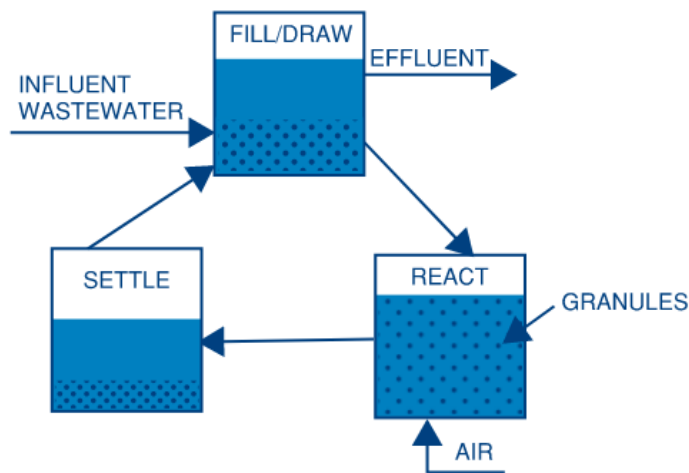 FILL/DRAW
EFFLUENT
INFLUENT
WASTEWATER
SETTLE
REACT
GRANULES
AIR